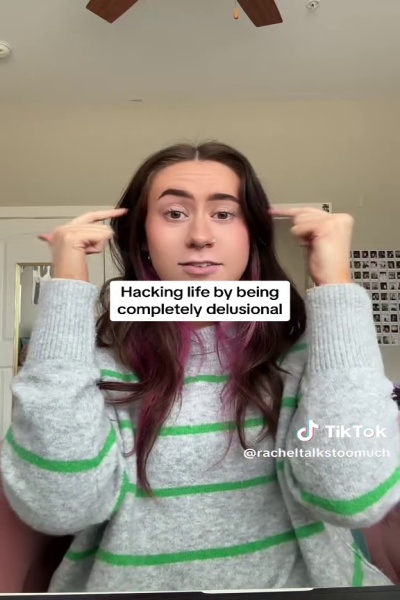 Hacking life by being
completely delusional
TikTok
@racheltalkstoomuch